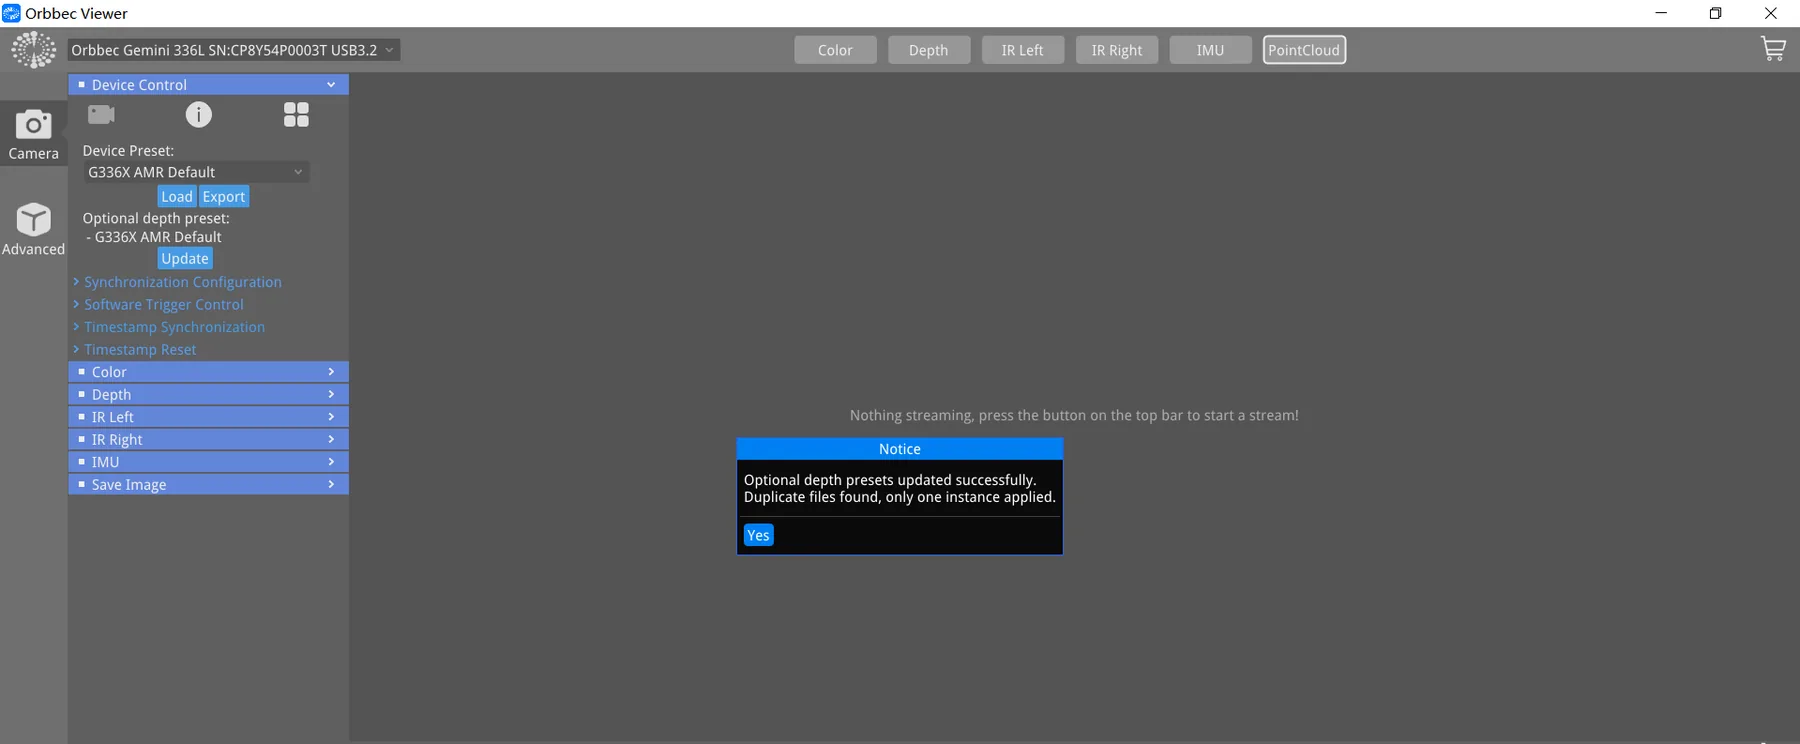 Orbbec Viewer
Orbbec Gemini 336L SN:CP8Y54P0003T USB3.2
Color
Depth
IR Left
IR Right
IMU
PointCloud
Camera
Advanced
Device Control
Device Preset:
G336X AMR Default
Load
Export
Optional depth preset:
- G336X AMR Default
Update
Synchronization Configuration
Software Trigger Control
Timestamp Synchronization
Timestamp Reset
Color
Depth
IR Left
IR Right
IMU
Save Image
Nothing streaming, press the button on the top bar to start a stream!
Notice
Optional depth presets updated successfully.
Duplicate files found, only one instance applied.
Yes